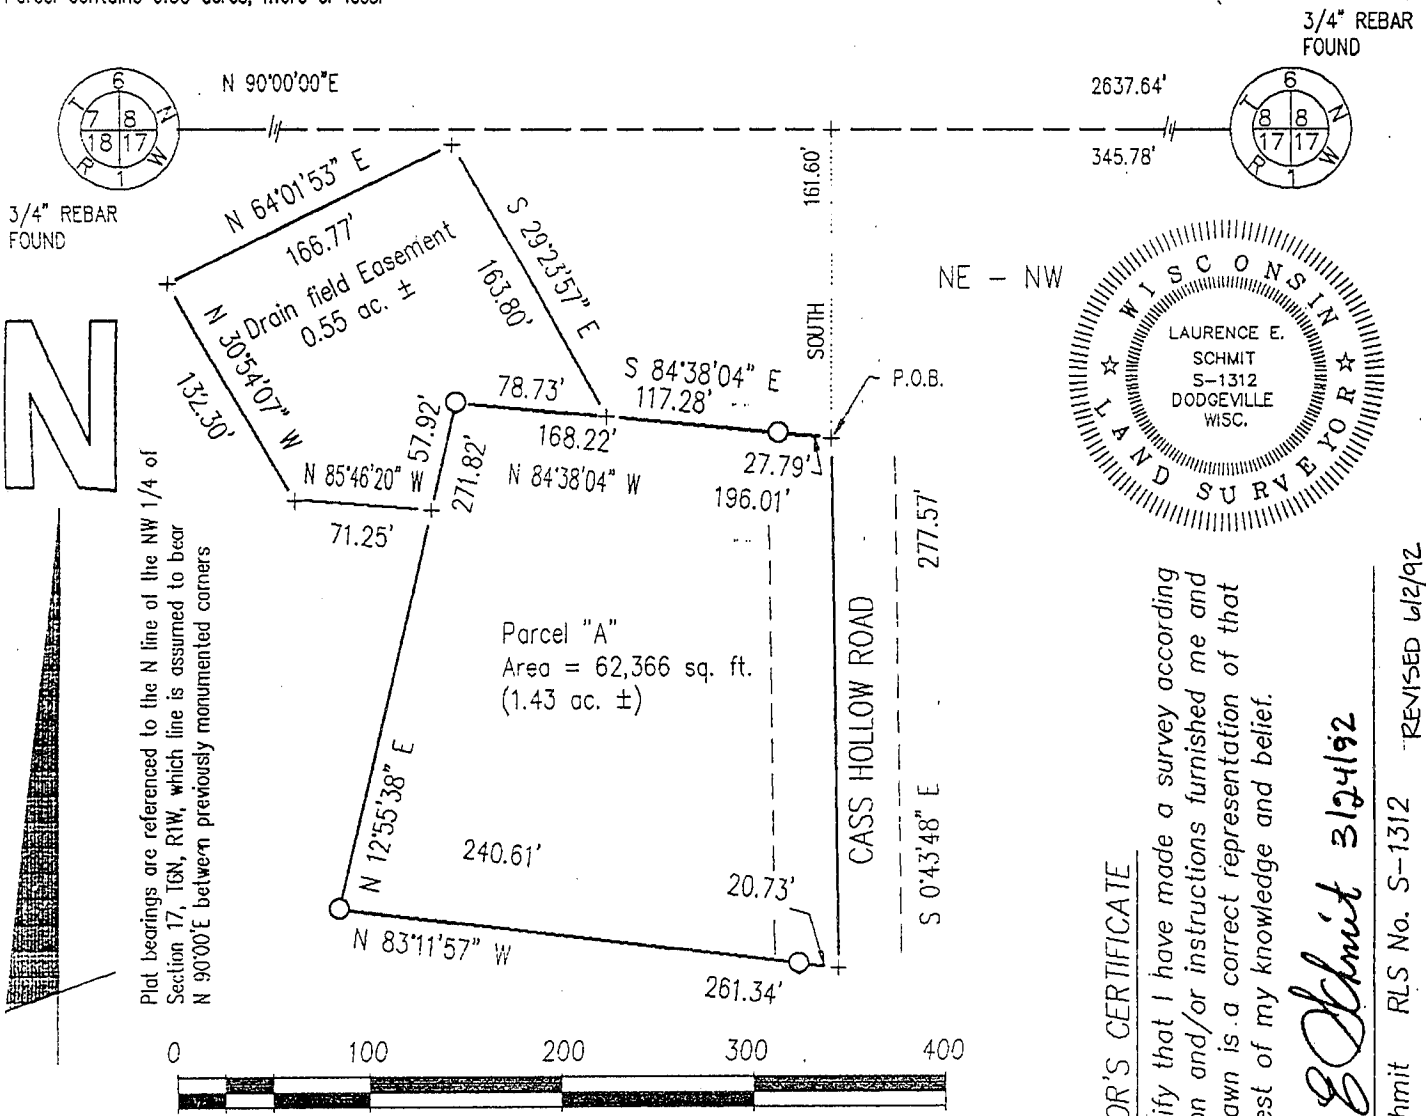 3/4" REBAR
FOUND
N 90°00'00"E
2637.64'
345.78'
6
T N
7 8
18 17
R W
1
6
T N
8 8
17 17
R W
1
3/4" REBAR
FOUND
161.60'
SOUTH
N 64°01'53" E
166.77'
Drain field Easement
0.55 ac. ±
S 29°23'57" E
163.80'
N 30°54'07" W
132.30'
NE - NW
WISCONSIN
LAND SURVEYOR
LAURENCE E.
SCHMIT
S-1312
DODGEVILLE
WISC.
P.O.B.
78.73'
S 84°38'04" E
117.28'
168.22'
N 84°38'04" W
27.79'
196.01'
57.92'
271.82'
N 85°46'20" W
71.25'
277.57'
S 0°43'48" E
CASS HOLLOW ROAD
Parcel "A"
Area = 62,366 sq. ft.
(1.43 ac. ±)
N 12°55'38" E
240.61'
20.73'
N 83°11'57" W
261.34'
N
Plat bearings are referenced to the N line of the NW 1/4 of
Section 17, T6N, R1W, which line is assumed to bear
N 90°00'E between previously monumented corners
0 100 200 300 400
OR'S CERTIFICATE
ify that I have made a survey according
on and/or instructions furnished me and
awn is a correct representation of that
est of my knowledge and belief.
E Schmit 3/24/92
hmit RLS No. S-1312
REVISED 6/2/92